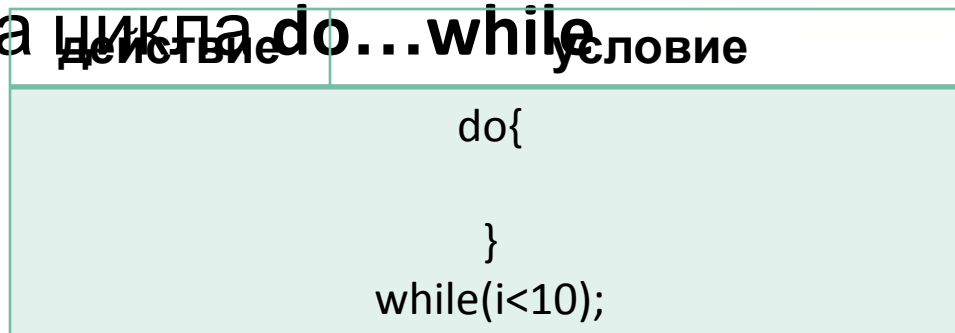 а цикла do...while
действие условие
do{
}
while(i<10);